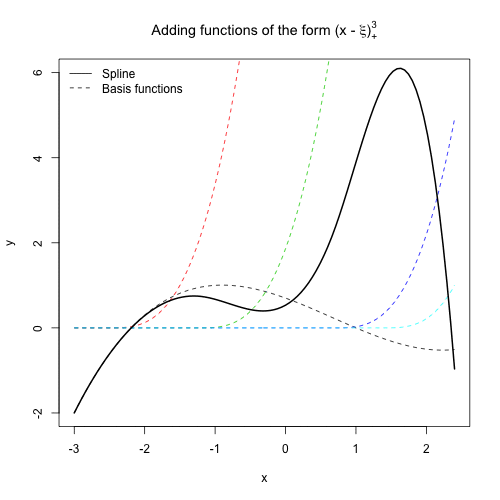 Adding functions of the form (x - ξ)³₊
Spline
Basis functions
6
4
2
0
-2
y
-3 -2 -1 0 1 2
x